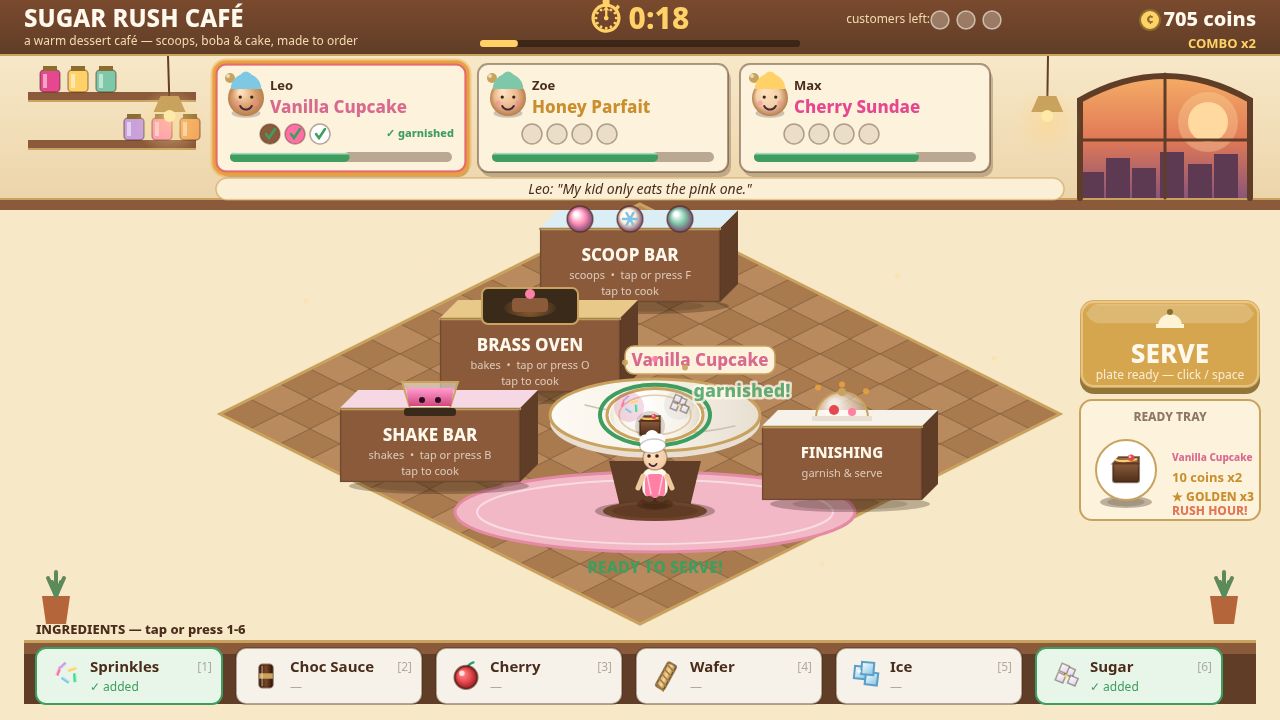 SUGAR RUSH CAFÉ
a warm dessert café — scoops, boba & cake, made to order
0:18
customers left:
¢ 705 coins
COMBO x2
Leo
Vanilla Cupcake
✓ garnished
Zoe
Honey Parfait
Max
Cherry Sundae
Leo: "My kid only eats the pink one."
SCOOP BAR
scoops • tap or press F
tap to cook
BRASS OVEN
bakes • tap or press O
tap to cook
Vanilla Cupcake
garnished!
SHAKE BAR
shakes • tap or press B
tap to cook
FINISHING
garnish & serve
READY TO SERVE!
SERVE
plate ready — click / space
READY TRAY
Vanilla Cupcake
10 coins x2
★ GOLDEN x3
RUSH HOUR!
INGREDIENTS — tap or press 1-6
Sprinkles [1]
✓ added
Choc Sauce [2]
—
Cherry [3]
—
Wafer [4]
—
Ice [5]
—
Sugar [6]
✓ added